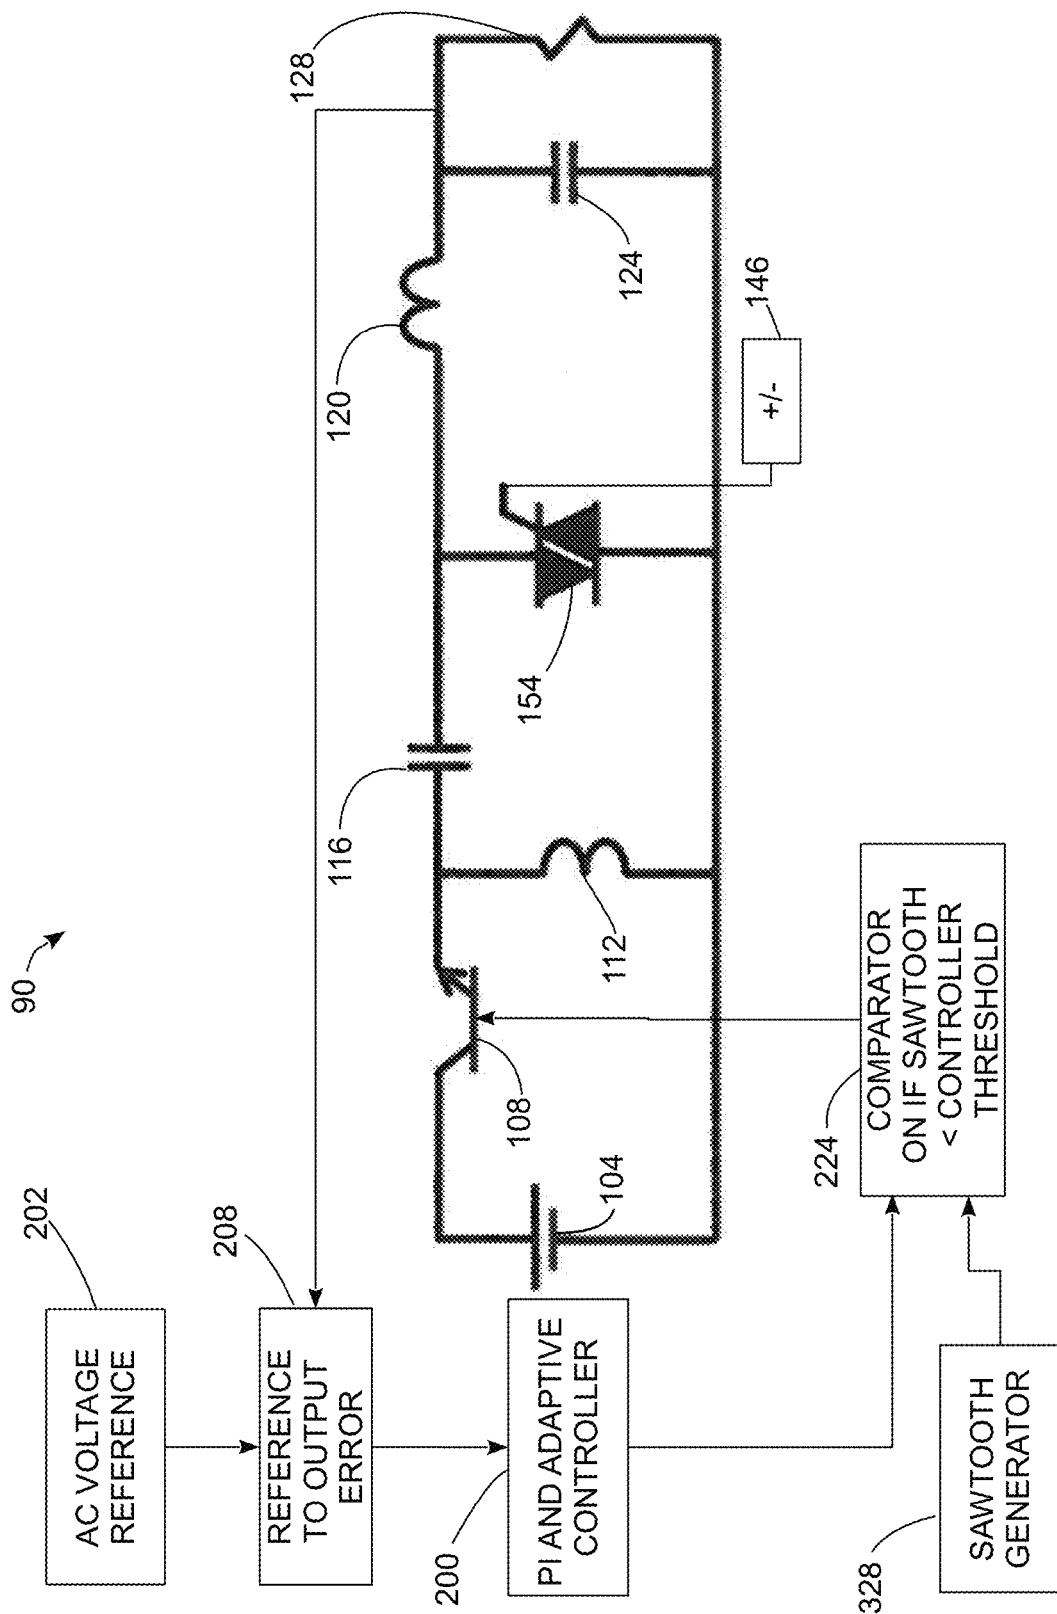 90
AC VOLTAGE
REFERENCE
202
REFERENCE
TO OUTPUT
ERROR
208
PI AND ADAPTIVE
CONTROLLER
200
SAWTOOTH
GENERATOR
328
COMPARATOR
ON IF SAWTOOTH
< CONTROLLER
THRESHOLD
224
104
108
112
116
154
120
+/-
146
124
128